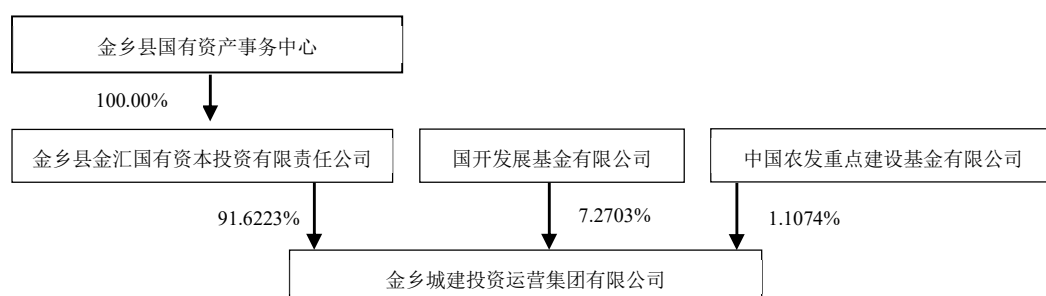 金乡县国有资产事务中心
100.00%
金乡县金汇国有资本投资有限责任公司
国开发展基金有限公司
中国农发重点建设基金有限公司
91.6223%
7.2703%
1.1074%
金乡城建投资运营集团有限公司